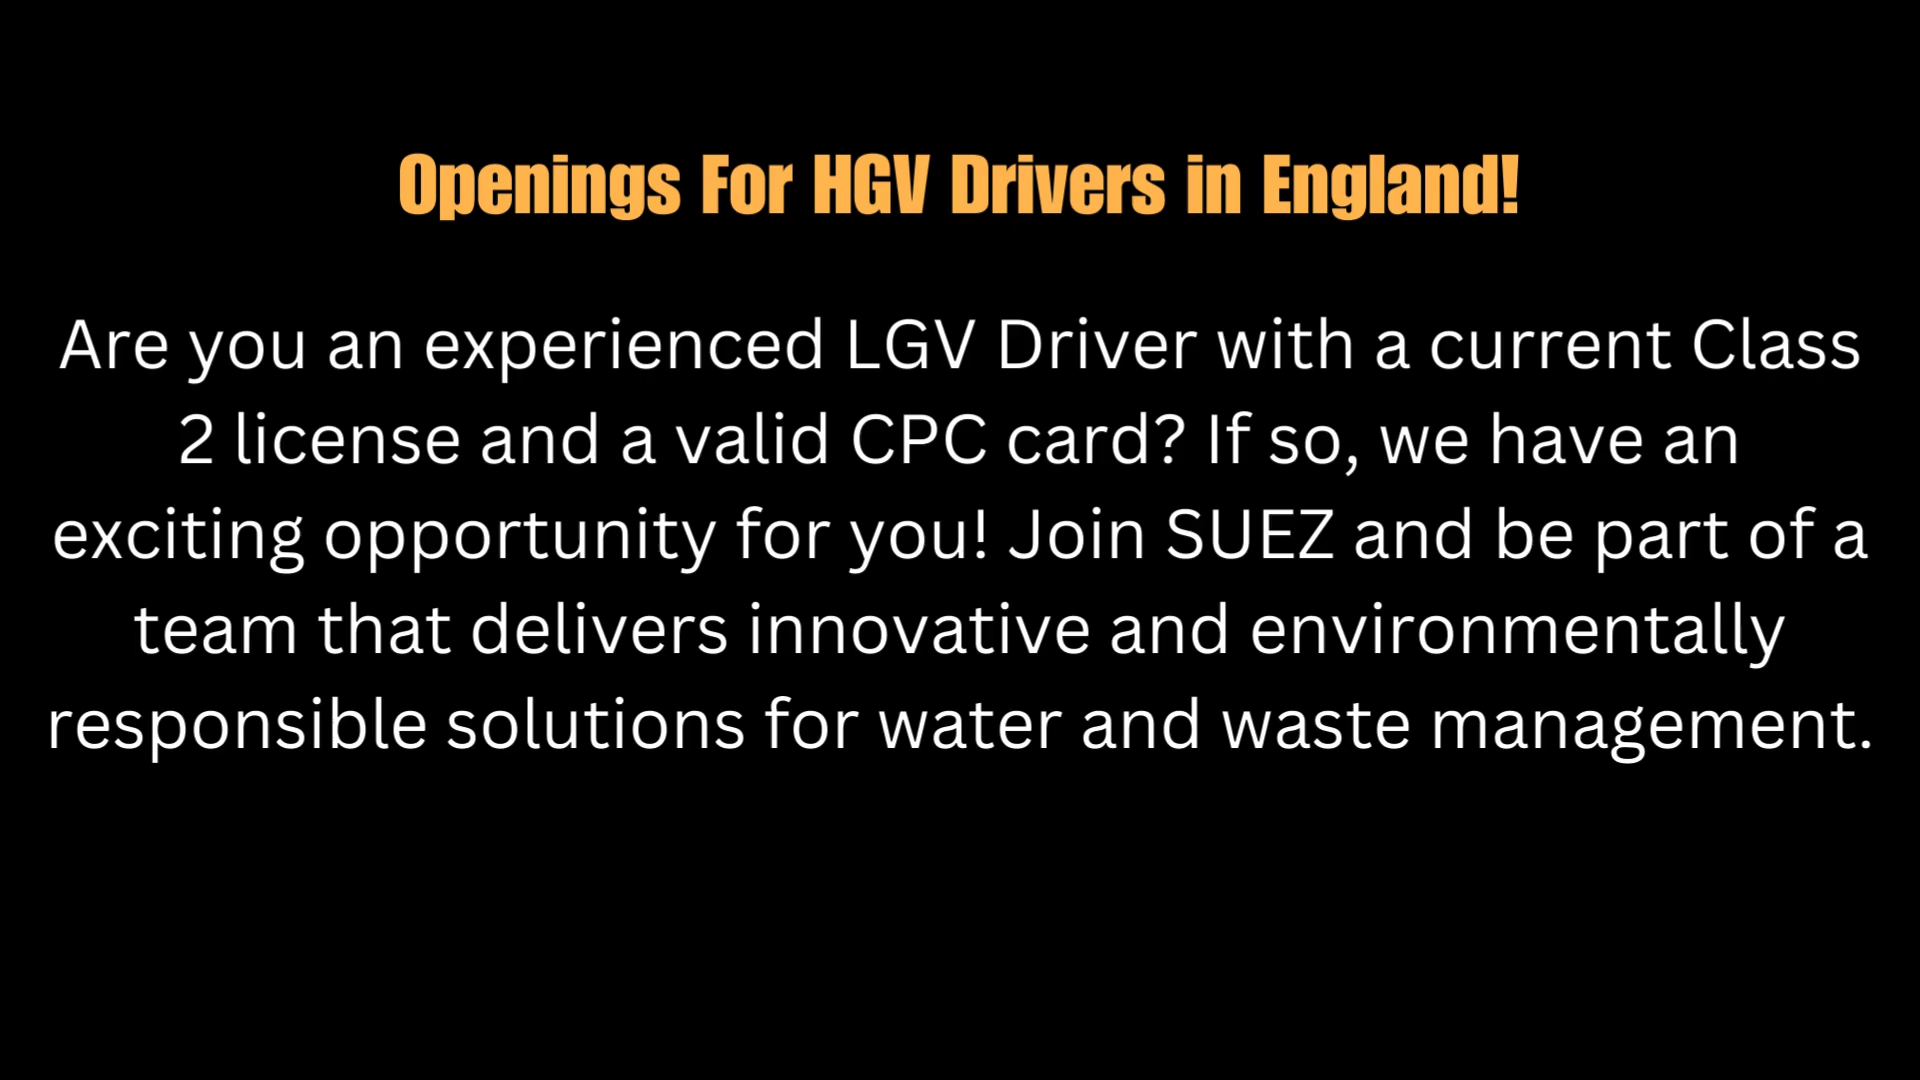 Openings For HGV Drivers in England!
Are you an experienced LGV Driver with a current Class
2 license and a valid CPC card? If so, we have an
exciting opportunity for you! Join SUEZ and be part of a
team that delivers innovative and environmentally
responsible solutions for water and waste management.